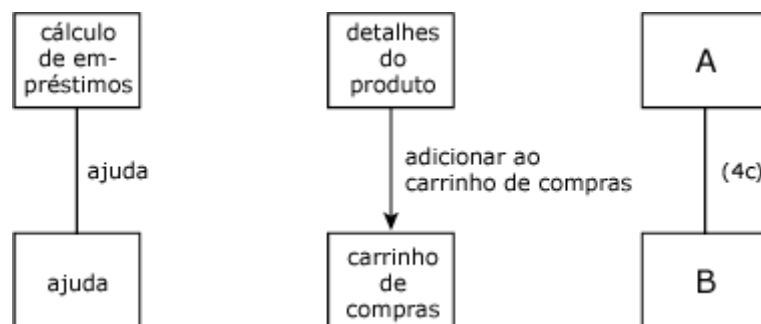 cálculo
de em-
préstimos
ajuda
ajuda
detalhes
do
produto
adicionar ao
carrinho de compras
carrinho
de
compras
A
(4c)
B